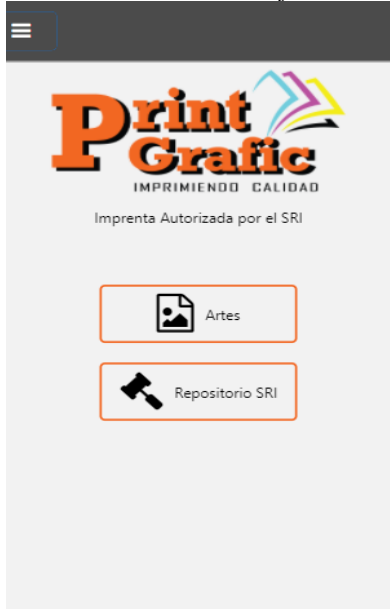 Print
Grafic
IMPRIMIENDO CALIDAD
Imprenta Autorizada por el SRI
Artes
Repositorio SRI